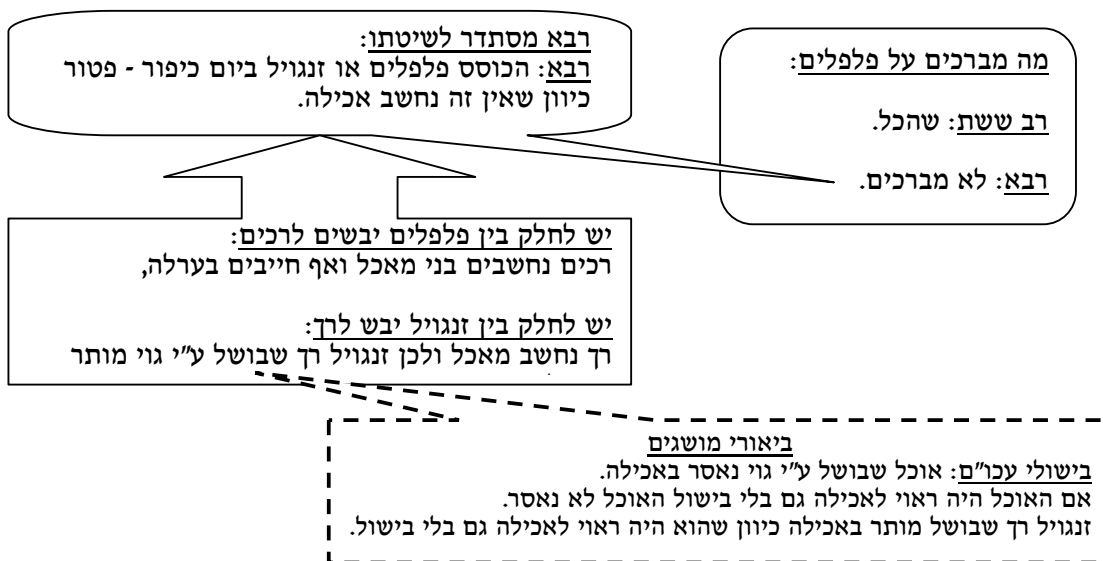 מה מברכים על פלפלים:
רב ששת: שהכל.
רבא: לא מברכים.
רבא מסתדר לשיטתו:
רבא: הכוסס פלפלים או זנגויל ביום כיפור - פטור
כיוון שאין זה נחשב אכילה.
יש לחלק בין פלפלים יבשים לרכים:
רכים נחשבים בני מאכל ואף חייבים בערלה,
יש לחלק בין זנגויל יבש לרך:
רך נחשב מאכל ולכן זנגויל רך שבושל ע"י גוי מותר
ביאורי מושגים
בישולי עכו"ם: אוכל שבושל ע"י גוי נאסר באכילה.
אם האוכל היה ראוי לאכילה גם בלי בישול האוכל לא נאסר.
זנגויל רך שבושל מותר באכילה כיוון שהוא היה ראוי לאכילה גם בלי בישול.